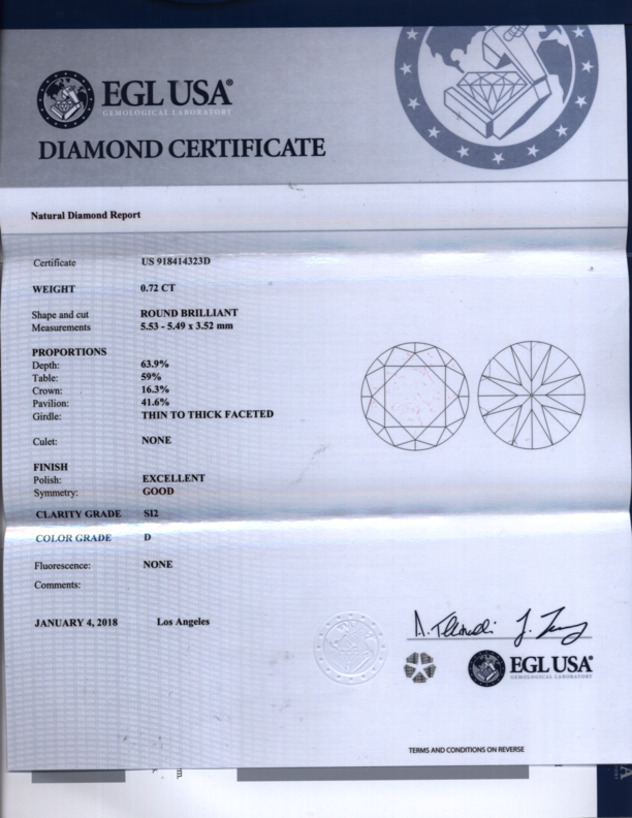 EGL USA®
GEMOLOGICAL LABORATORY
DIAMOND CERTIFICATE
Natural Diamond Report
Certificate US 918414323D
WEIGHT 0.72 CT
Shape and cut ROUND BRILLIANT
Measurements 5.53 - 5.49 x 3.52 mm
PROPORTIONS
Depth: 63.9%
Table: 59%
Crown: 16.3%
Pavilion: 41.6%
Girdle: THIN TO THICK FACETED
Culet: NONE
FINISH
Polish: EXCELLENT
Symmetry: GOOD
CLARITY GRADE SI2
COLOR GRADE D
Fluorescence: NONE
Comments:
JANUARY 4, 2018 Los Angeles
EGL USA®
GEMOLOGICAL LABORATORY
TERMS AND CONDITIONS ON REVERSE